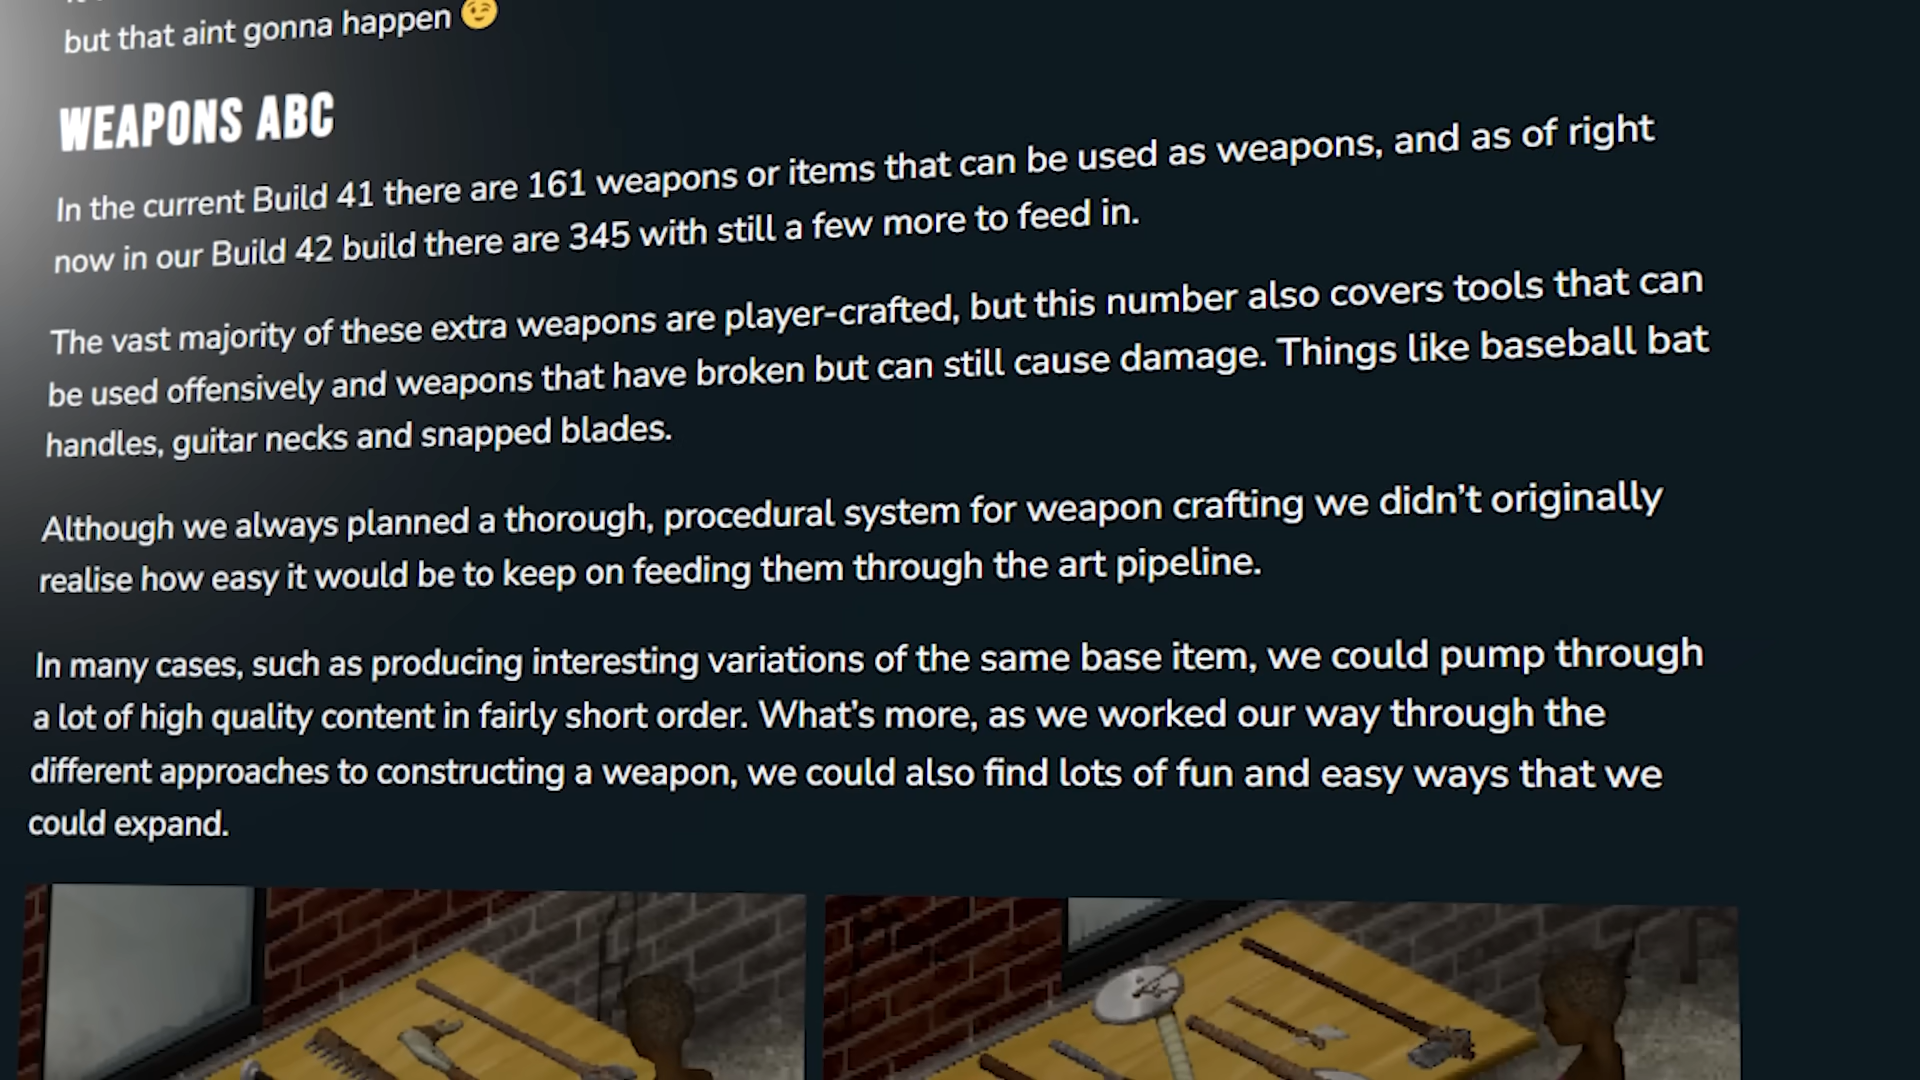 but that aint gonna happen 😉
WEAPONS ABC
In the current Build 41 there are 161 weapons or items that can be used as weapons, and as of right
now in our Build 42 build there are 345 with still a few more to feed in.
The vast majority of these extra weapons are player-crafted, but this number also covers tools that can
be used offensively and weapons that have broken but can still cause damage. Things like baseball bat
handles, guitar necks and snapped blades.
Although we always planned a thorough, procedural system for weapon crafting we didn’t originally
realise how easy it would be to keep on feeding them through the art pipeline.
In many cases, such as producing interesting variations of the same base item, we could pump through
a lot of high quality content in fairly short order. What’s more, as we worked our way through the
different approaches to constructing a weapon, we could also find lots of fun and easy ways that we
could expand.